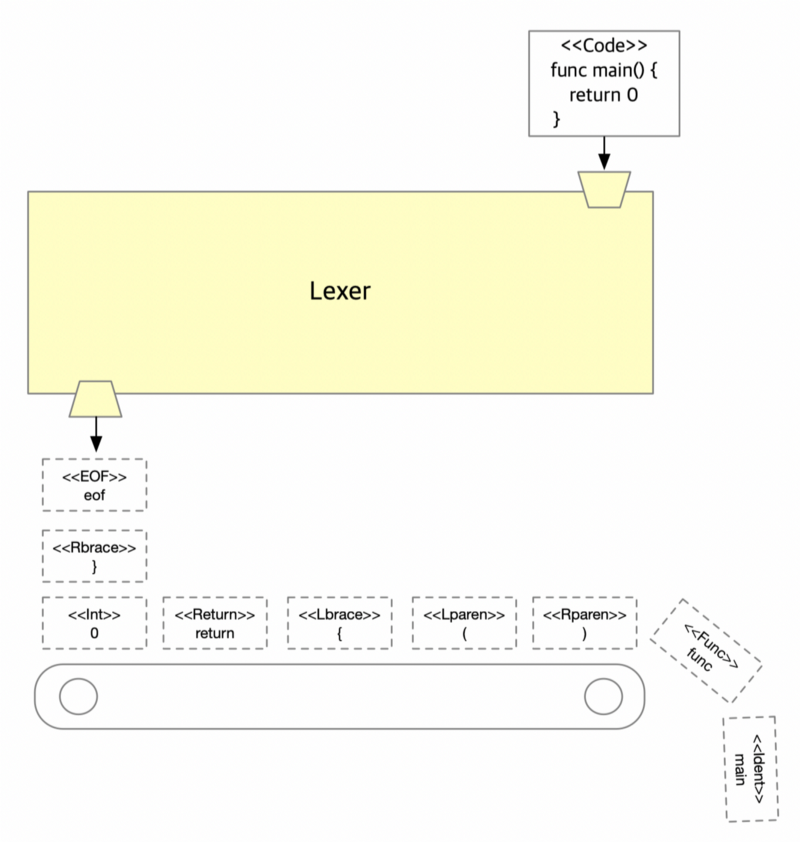 <<Code>>
func main() {
return 0
}
Lexer
<<EOF>>
eof
<<Rbrace>>
}
<<Int>>
0
<<Return>>
return
<<Lbrace>>
{
<<Lparen>>
(
<<Rparen>>
)
<<Func>>
func
<<Ident>>
main